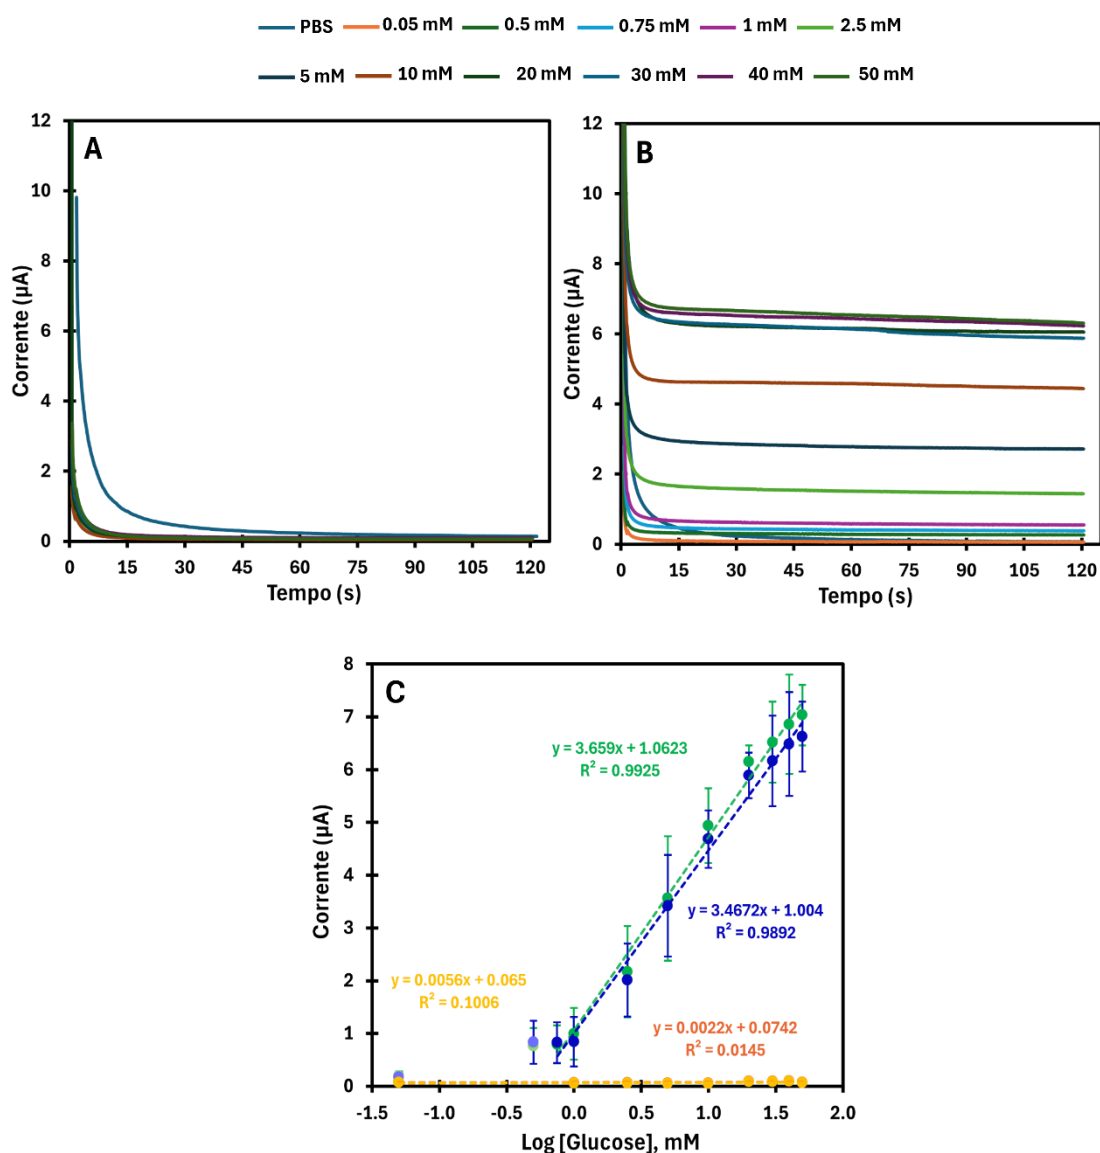 PBS 0.05 mM 0.5 mM 0.75 mM 1 mM 2.5 mM
5 mM 10 mM 20 mM 30 mM 40 mM 50 mM
A
12
10
8
6
4
2
0
Corrente (µA)
0 15 30 45 60 75 90 105 120
Tempo (s)
B
12
10
8
6
4
2
0
Corrente (µA)
0 15 30 45 60 75 90 105 120
Tempo (s)
C
8
7
6
5
4
3
2
1
0
Corrente (µA)
y = 3.659x + 1.0623
R² = 0.9925
y = 3.4672x + 1.004
R² = 0.9892
y = 0.0056x + 0.065
R² = 0.1006
y = 0.0022x + 0.0742
R² = 0.0145
-1.5 -1.0 -0.5 0.0 0.5 1.0 1.5 2.0
Log [Glucose], mM